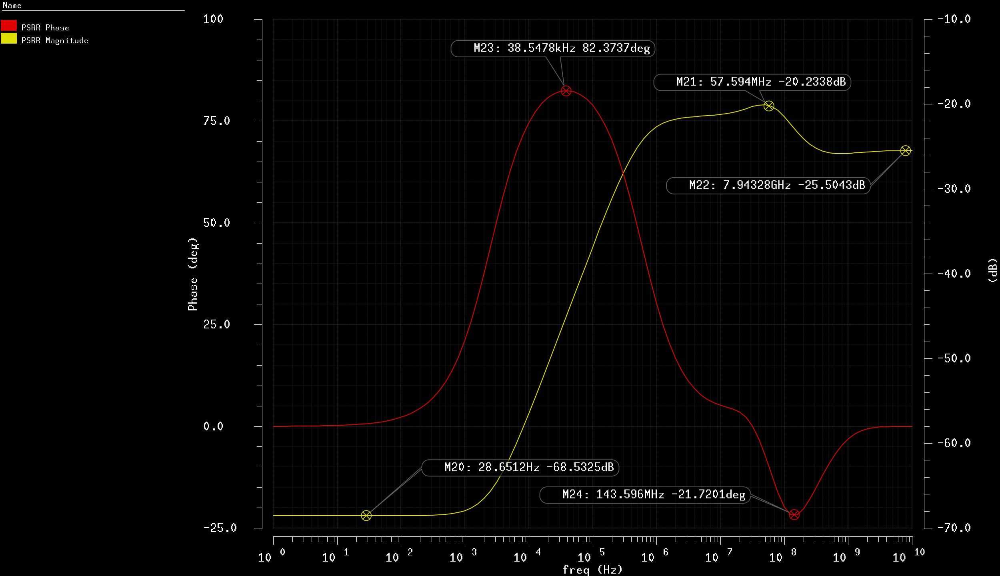 Name
PSRR Phase
PSRR Magnitude
100
75.0
50.0
25.0
0.0
-25.0
Phase (deg)
M23: 38.5478kHz 82.3737deg
M21: 57.594MHz -20.2338dB
M22: 7.94328GHz -25.5043dB
M20: 28.6512Hz -68.5325dB
M24: 143.596MHz -21.7201deg
-10.0
-20.0
-30.0
-40.0
-50.0
-60.0
-70.0
(dB)
10^0 10^1 10^2 10^3 10^4 10^5 10^6 10^7 10^8 10^9 10^10
freq (Hz)